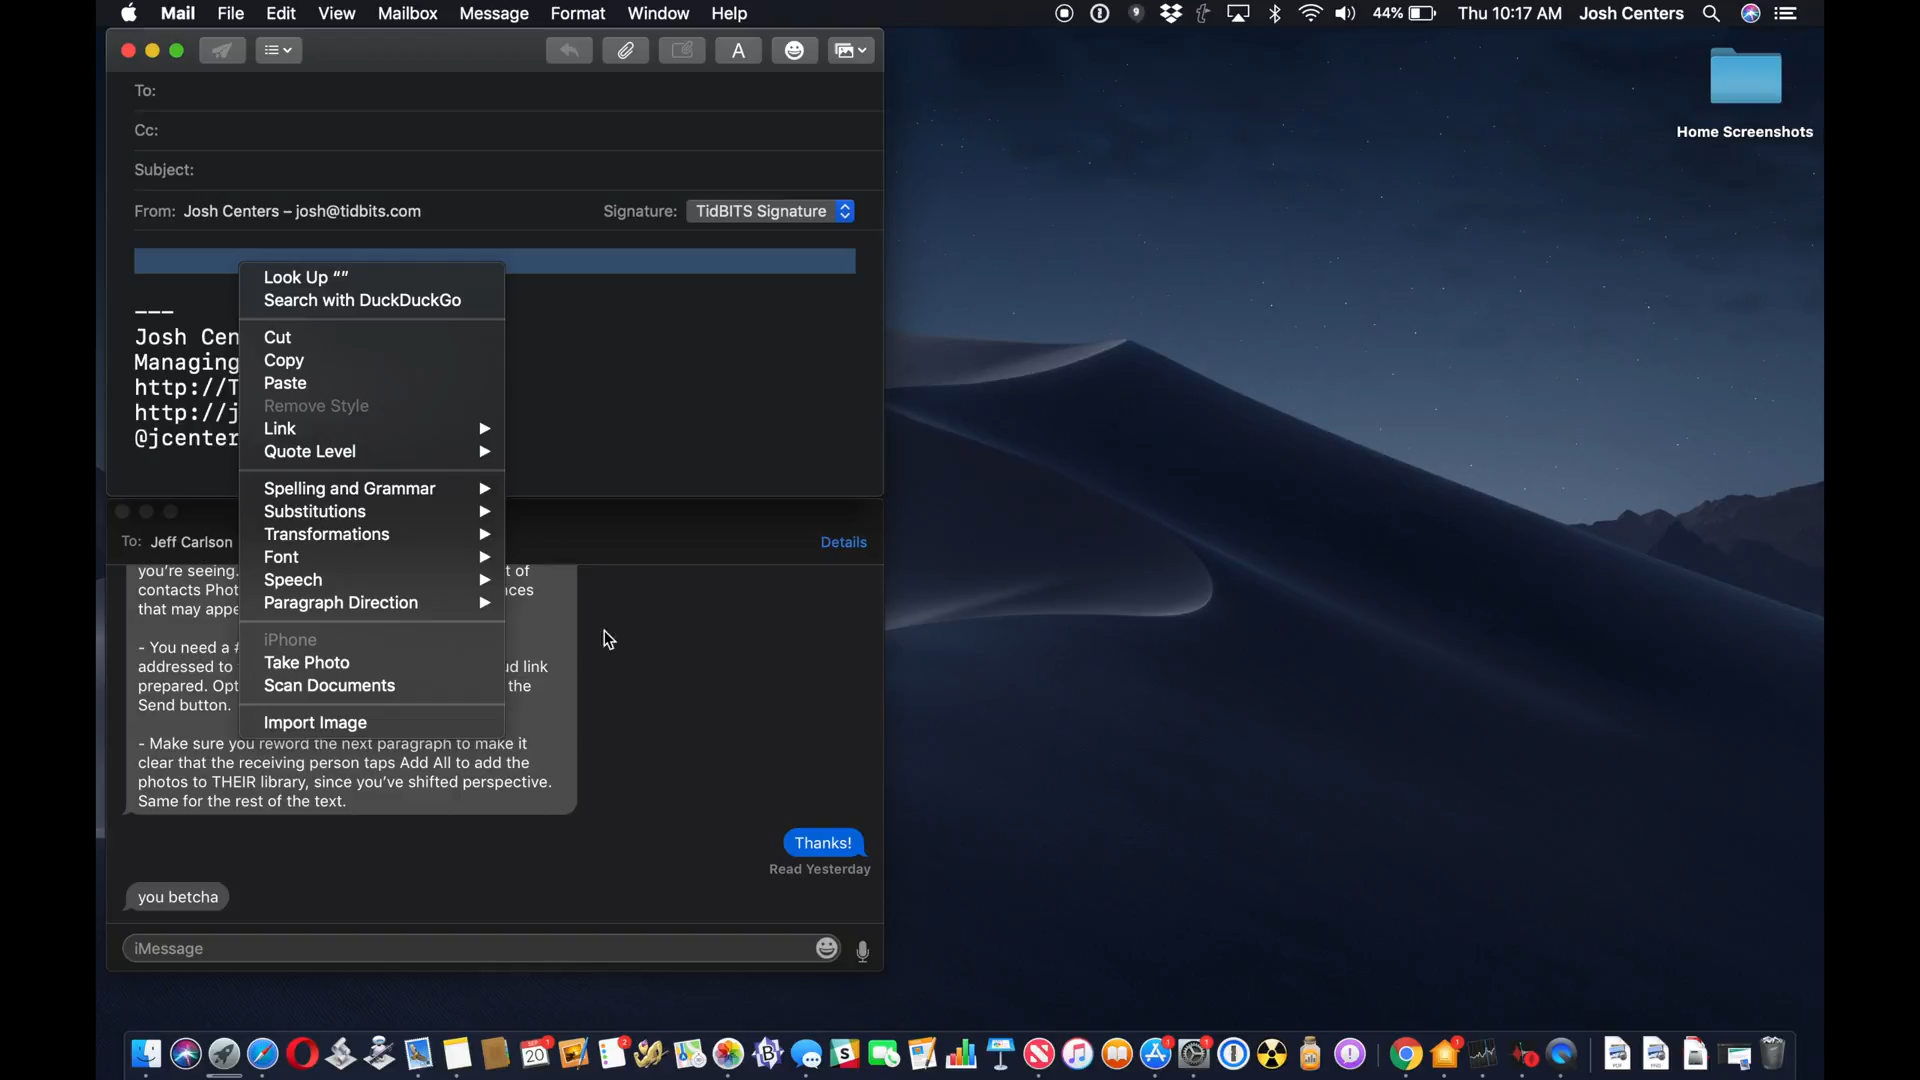 Mail File Edit View Mailbox Message Format Window Help 44% Thu 10:17 AM Josh Centers
Home Screenshots
To:
Cc:
Subject:
From: Josh Centers – josh@tidbits.com Signature: TidBITS Signature
---
Josh Cen
Managing
http://T
http://j
@jcenter
Look Up “”
Search with DuckDuckGo
Cut
Copy
Paste
Remove Style
Link
Quote Level
Spelling and Grammar
Substitutions
Transformations
Font
Speech
Paragraph Direction
iPhone
Take Photo
Scan Documents
Import Image
To: Jeff Carlson Details
you’re seeing. t of
contacts Phot nces
that may appe
- You need a #
addressed to ud link
prepared. Opt the
Send button.
- Make sure you reword the next paragraph to make it
clear that the receiving person taps Add All to add the
photos to THEIR library, since you’ve shifted perspective.
Same for the rest of the text.
Thanks!
Read Yesterday
you betcha
iMessage